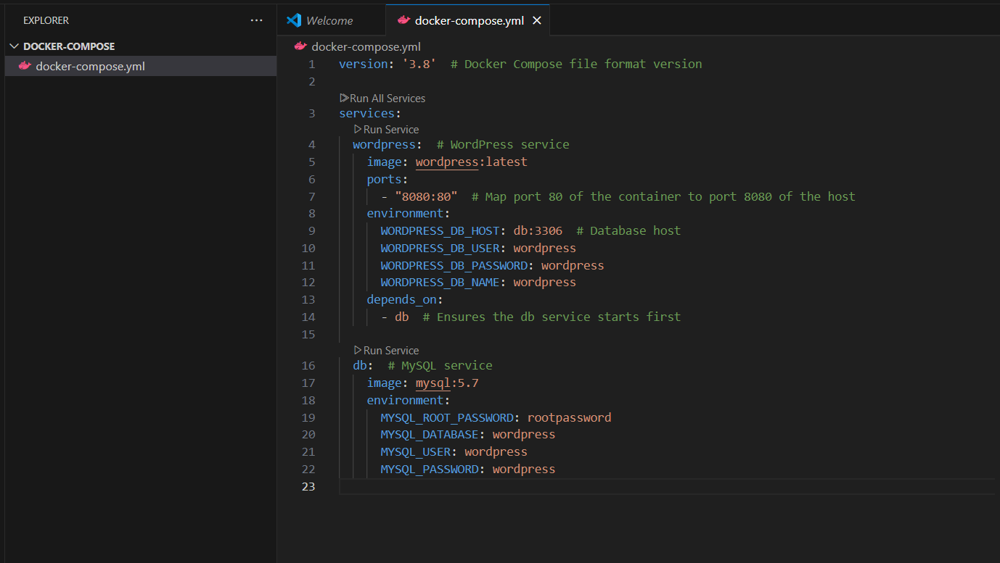 EXPLORER
DOCKER-COMPOSE
docker-compose.yml
Welcome
docker-compose.yml
docker-compose.yml
1 version: '3.8'  # Docker Compose file format version
2
Run All Services
3 services:
Run Service
4   wordpress:  # WordPress service
5     image: wordpress:latest
6     ports:
7       - "8080:80"  # Map port 80 of the container to port 8080 of the host
8     environment:
9       WORDPRESS_DB_HOST: db:3306  # Database host
10       WORDPRESS_DB_USER: wordpress
11       WORDPRESS_DB_PASSWORD: wordpress
12       WORDPRESS_DB_NAME: wordpress
13     depends_on:
14       - db  # Ensures the db service starts first
15
Run Service
16   db:  # MySQL service
17     image: mysql:5.7
18     environment:
19       MYSQL_ROOT_PASSWORD: rootpassword
20       MYSQL_DATABASE: wordpress
21       MYSQL_USER: wordpress
22       MYSQL_PASSWORD: wordpress
23